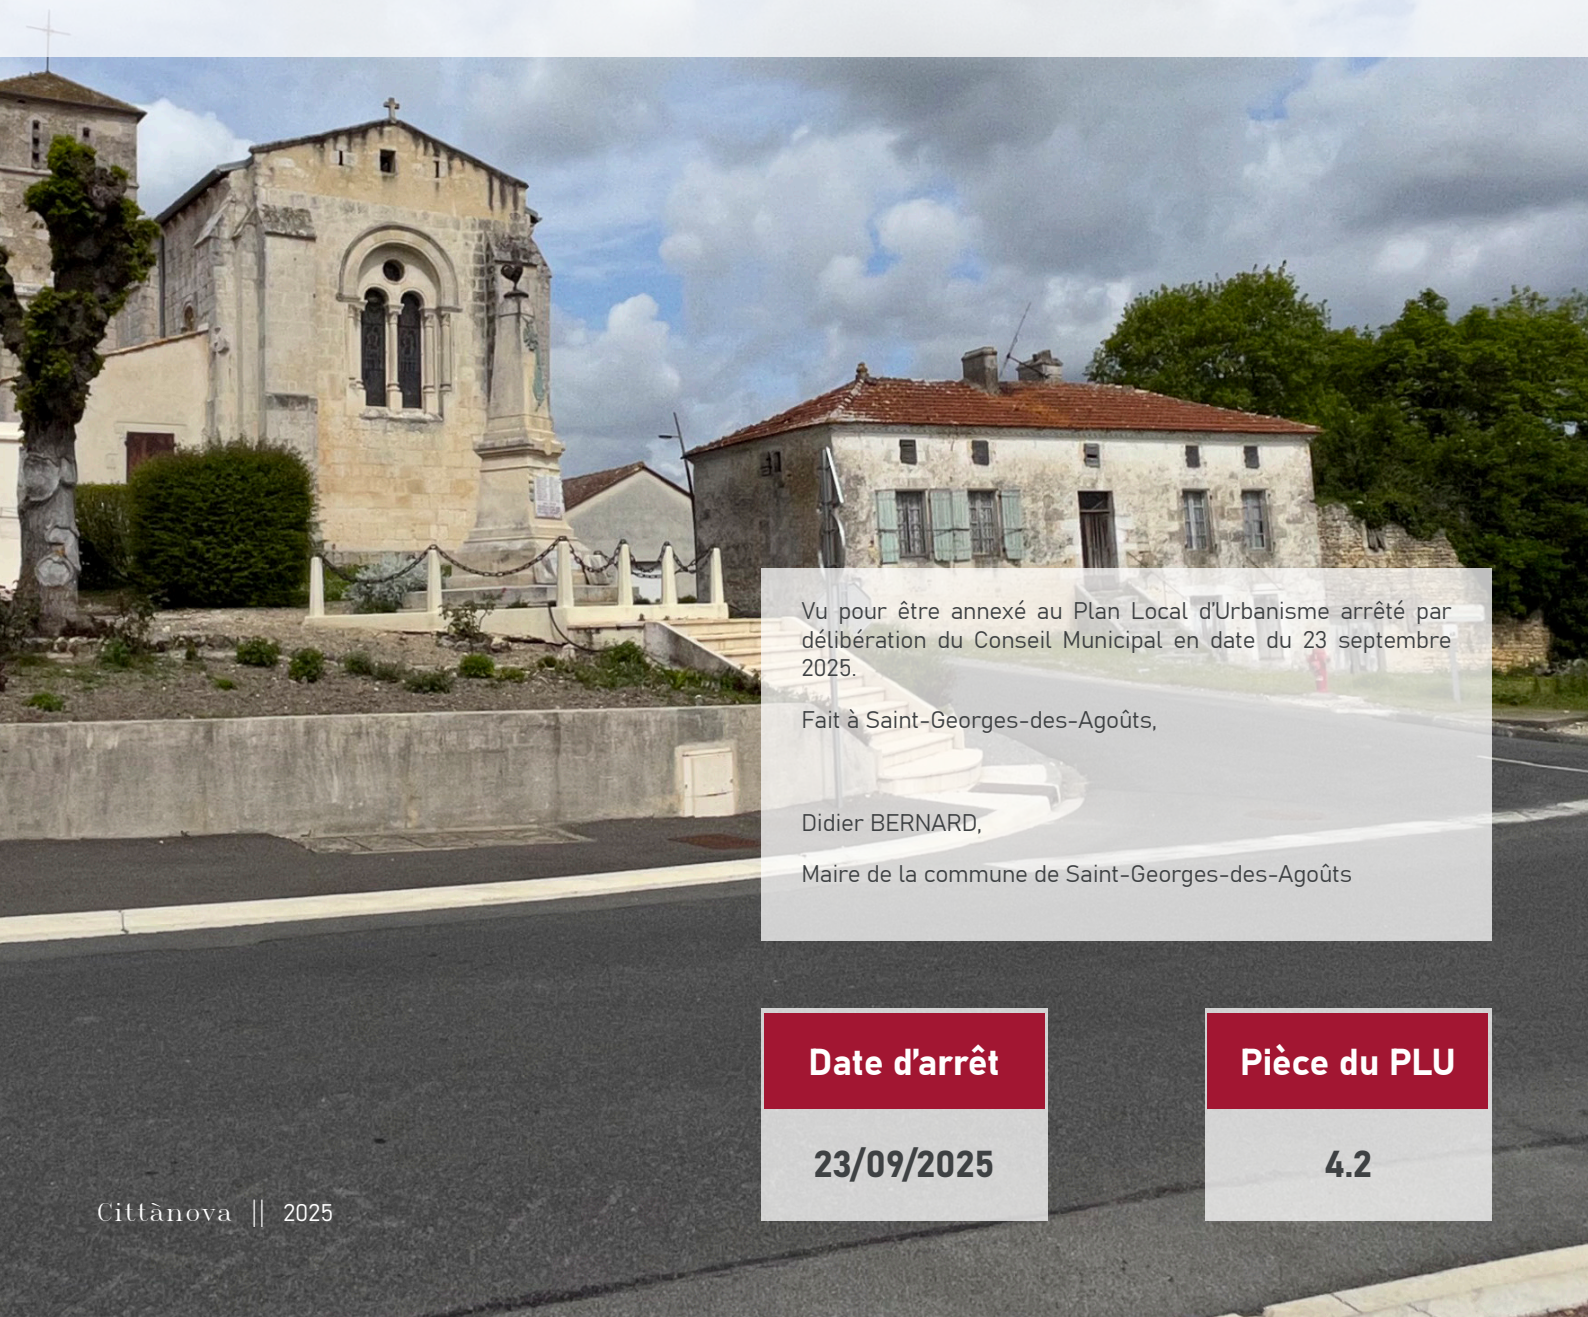 Vu pour être annexé au Plan Local d’Urbanisme arrêté par
délibération du Conseil Municipal en date du 23 septembre
2025.
Fait à Saint-Georges-des-Agoûts,
Didier BERNARD,
Maire de la commune de Saint-Georges-des-Agoûts
Date d’arrêt
23/09/2025
Pièce du PLU
4.2
Cittànova || 2025